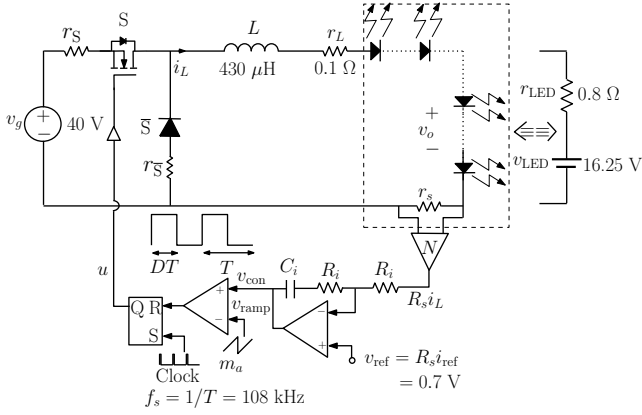 S
r_S
L
430 μH
i_L
r_L
0.1 Ω
v_g
40 V
S̅
r_S̅
+
v_o
−
r_LED
0.8 Ω
v_LED
16.25 V
r_s
N
DT
T
u
Q R
S
v_con
v_ramp
+
−
m_a
C_i
R_i
R_i
R_s i_L
−
+
v_ref = R_s i_ref
= 0.7 V
Clock
f_s = 1/T = 108 kHz